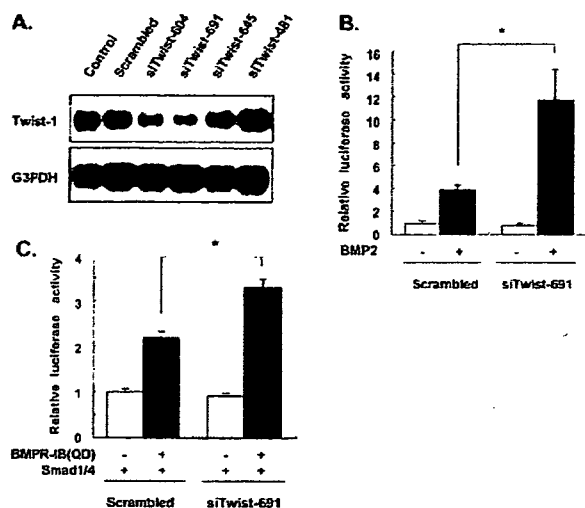 A.
Control
Scrambled
siTwist-604
siTwist-691
siTwist-645
siTwist-481
Twist-1
G3PDH
B.
*
Relative luciferase activity
16
14
12
10
8
6
4
2
0
BMP2 - + - +
Scrambled siTwist-691
C.
*
Relative luciferase activity
4
3
2
1
0
BMPR-IB(QD) - + - +
Smad1/4 + + + +
Scrambled siTwist-691